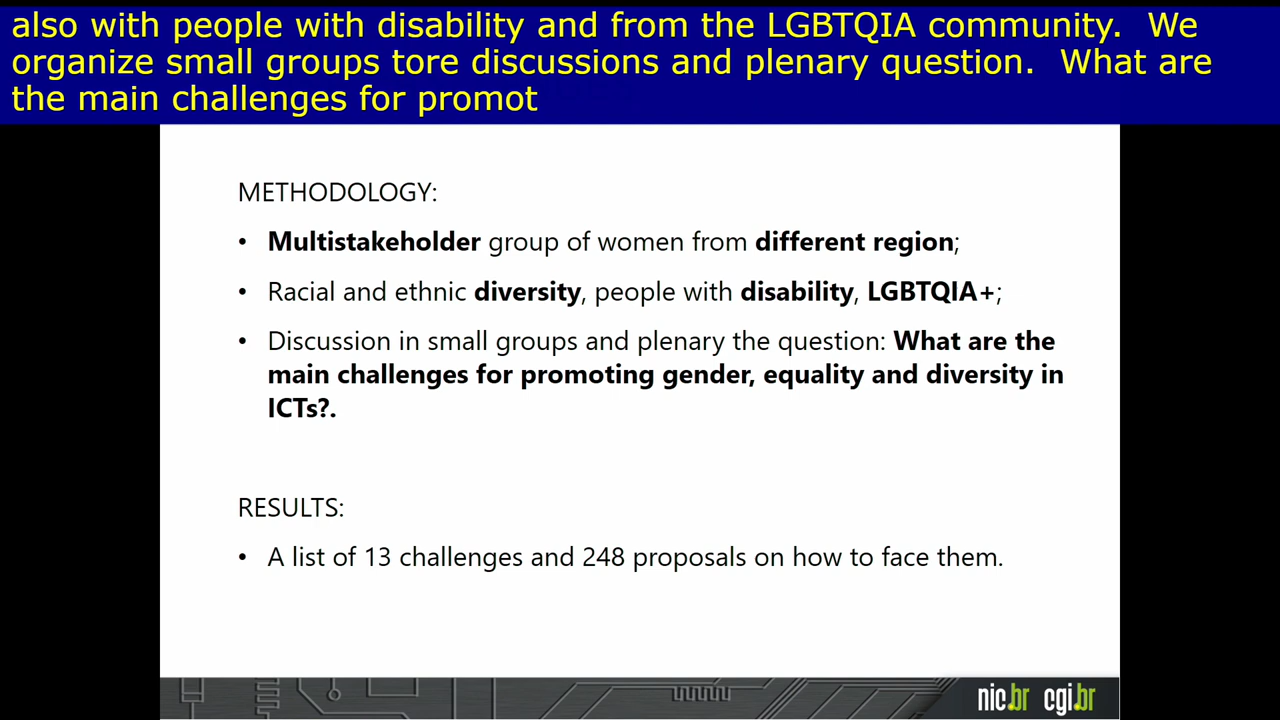 also with people with disability and from the LGBTQIA community.  We
organize small groups tore discussions and plenary question.  What are
the main challenges for promot
METHODOLOGY:
• Multistakeholder group of women from different region;
• Racial and ethnic diversity, people with disability, LGBTQIA+;
• Discussion in small groups and plenary the question: What are the
main challenges for promoting gender, equality and diversity in
ICTs?.
RESULTS:
• A list of 13 challenges and 248 proposals on how to face them.
nic.br cgi.br